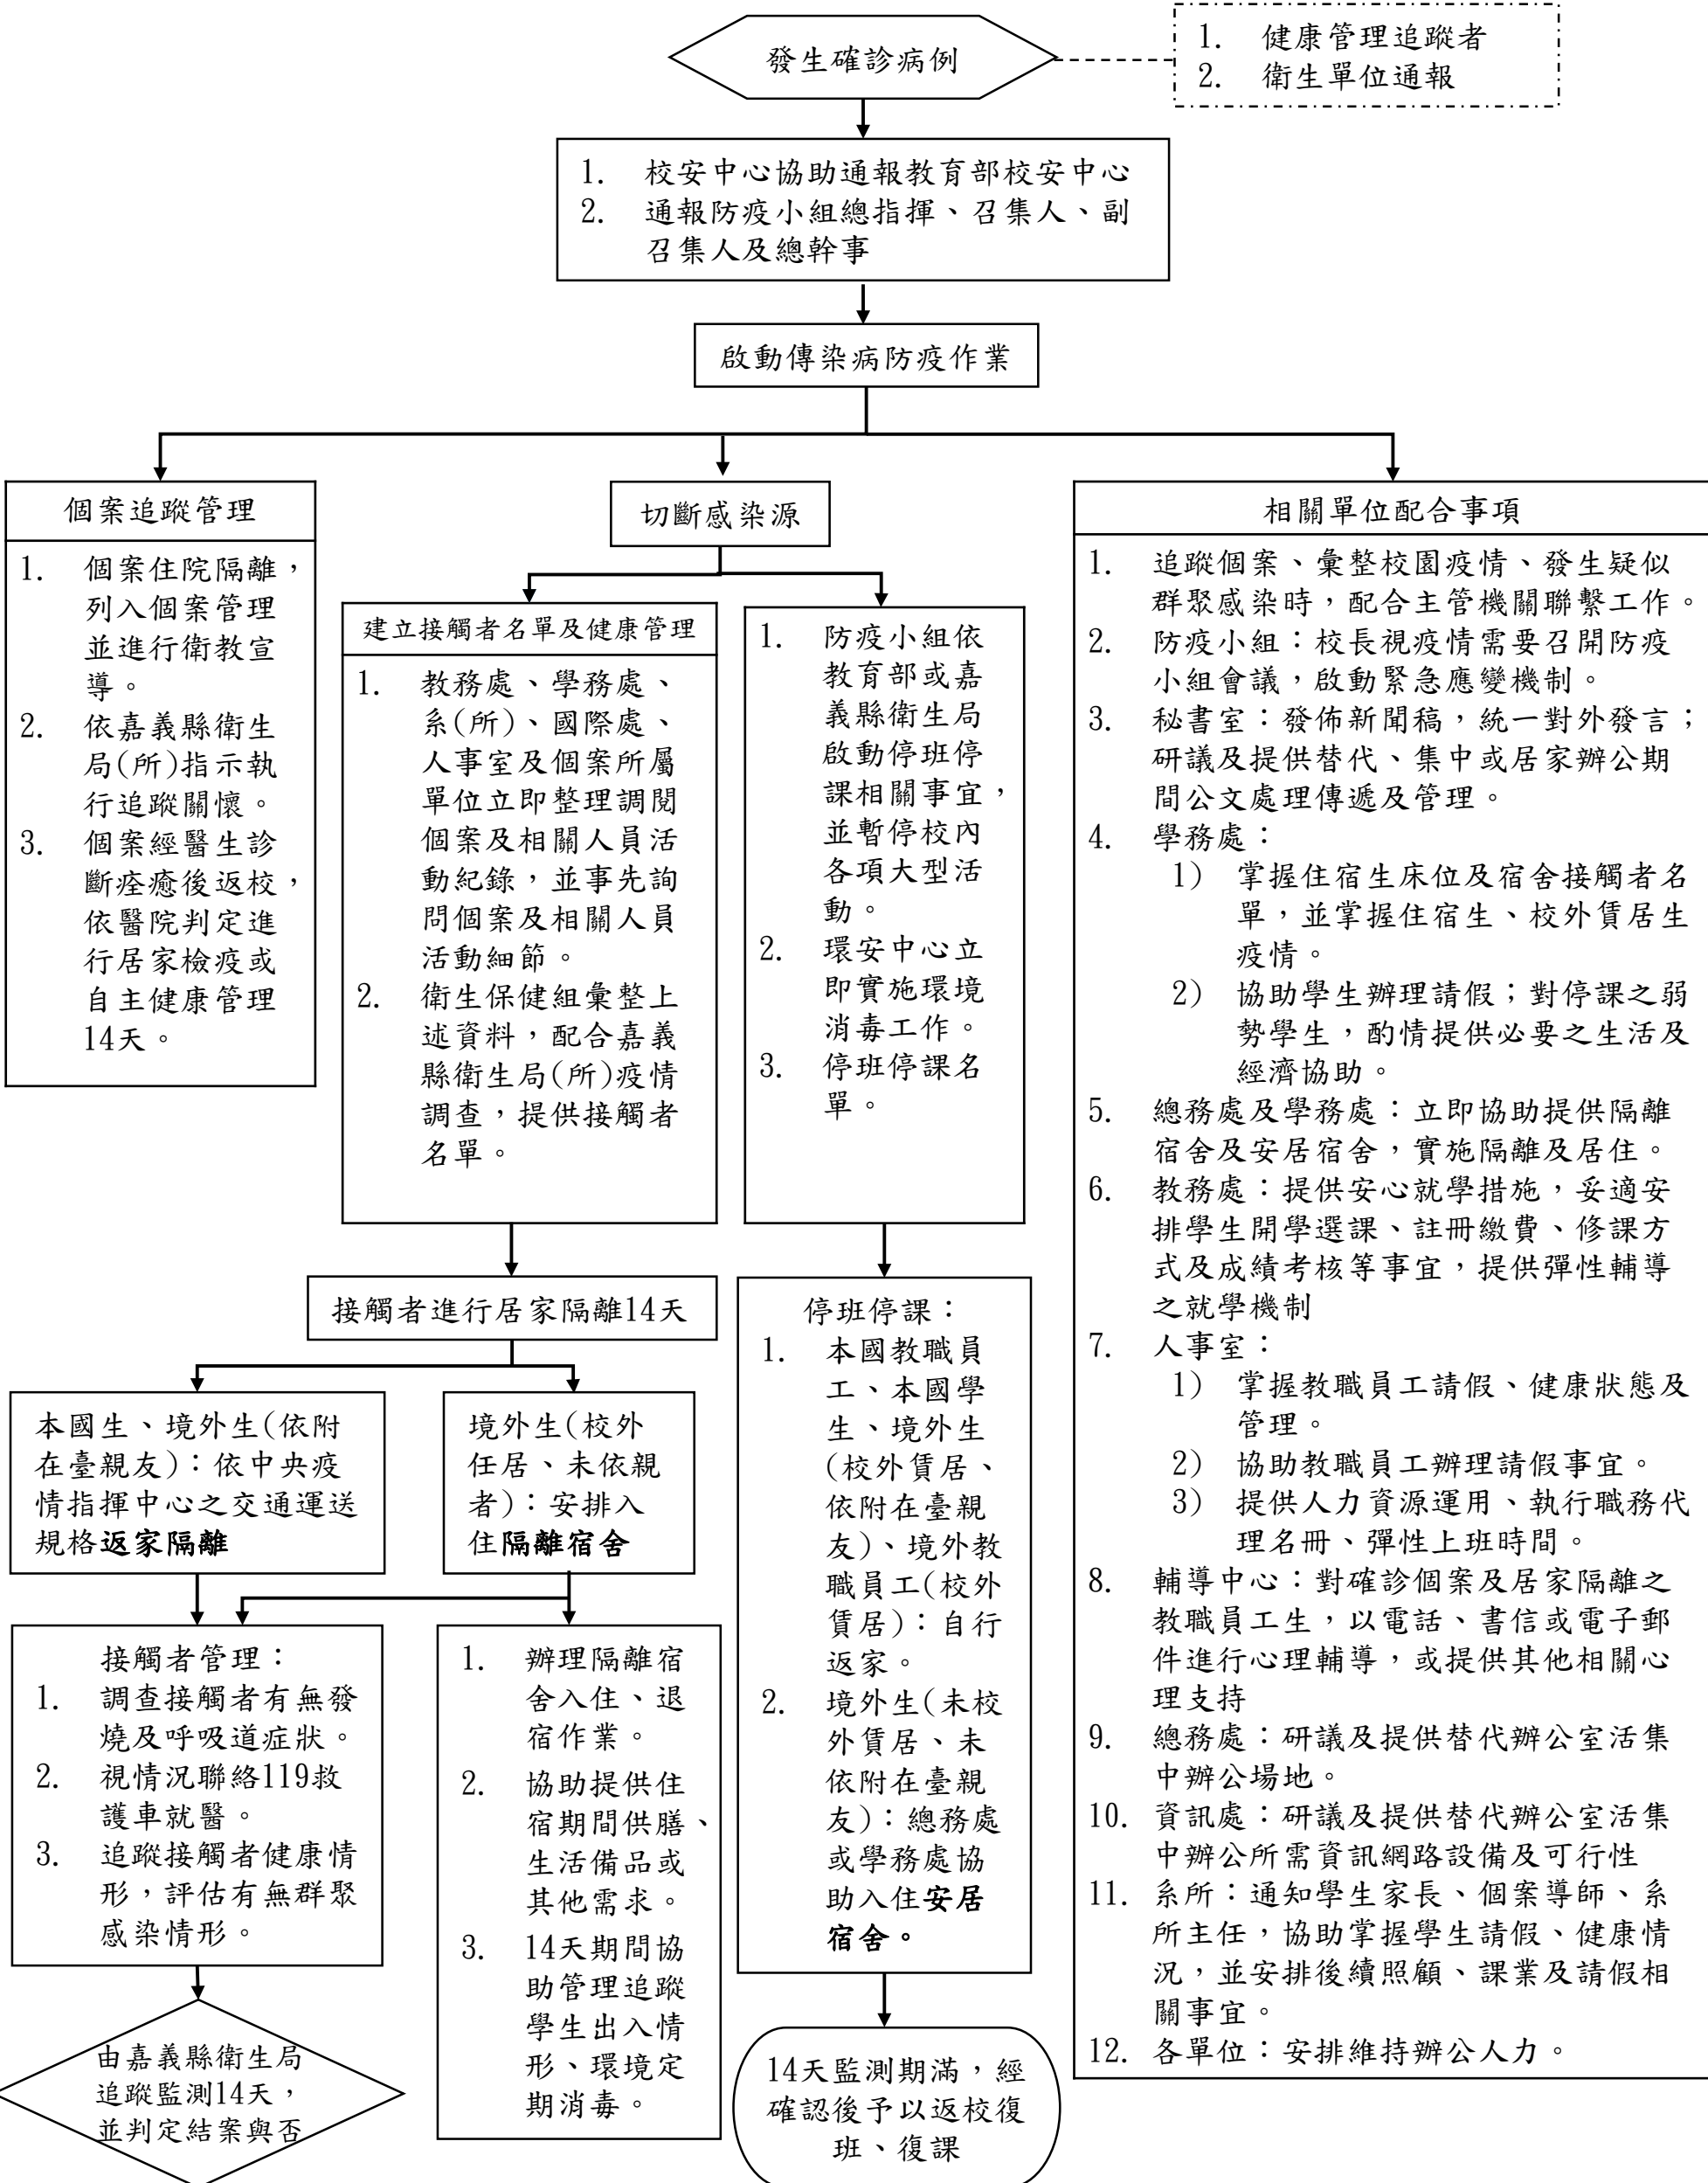 發生確診病例
1. 健康管理追蹤者
2. 衛生單位通報
1. 校安中心協助通報教育部校安中心
2. 通報防疫小組總指揮、召集人、副
召集人及總幹事
啟動傳染病防疫作業
個案追蹤管理
1. 個案住院隔離，
列入個案管理
並進行衛教宣
導。
2. 依嘉義縣衛生
局(所)指示執
行追蹤關懷。
3. 個案經醫生診
斷痊癒後返校，
依醫院判定進
行居家檢疫或
自主健康管理
14天。
切斷感染源
建立接觸者名單及健康管理
1. 教務處、學務處、
系(所)、國際處、
人事室及個案所屬
單位立即整理調閱
個案及相關人員活
動紀錄，並事先詢
問個案及相關人員
活動細節。
2. 衛生保健組彙整上
述資料，配合嘉義
縣衛生局(所)疫情
調查，提供接觸者
名單。
1. 防疫小組依
教育部或嘉
義縣衛生局
啟動停班停
課相關事宜，
並暫停校內
各項大型活
動。
2. 環安中心立
即實施環境
消毒工作。
3. 停班停課名
單。
相關單位配合事項
1. 追蹤個案、彙整校園疫情、發生疑似
群聚感染時，配合主管機關聯繫工作。
2. 防疫小組：校長視疫情需要召開防疫
小組會議，啟動緊急應變機制。
3. 秘書室：發佈新聞稿，統一對外發言；
研議及提供替代、集中或居家辦公期
間公文處理傳遞及管理。
4. 學務處：
1) 掌握住宿生床位及宿舍接觸者名
單，並掌握住宿生、校外賃居生
疫情。
2) 協助學生辦理請假；對停課之弱
勢學生，酌情提供必要之生活及
經濟協助。
5. 總務處及學務處：立即協助提供隔離
宿舍及安居宿舍，實施隔離及居住。
6. 教務處：提供安心就學措施，妥適安
排學生開學選課、註冊繳費、修課方
式及成績考核等事宜，提供彈性輔導
之就學機制
7. 人事室：
1) 掌握教職員工請假、健康狀態及
管理。
2) 協助教職員工辦理請假事宜。
3) 提供人力資源運用、執行職務代
理名冊、彈性上班時間。
8. 輔導中心：對確診個案及居家隔離之
教職員工生，以電話、書信或電子郵
件進行心理輔導，或提供其他相關心
理支持
9. 總務處：研議及提供替代辦公室活集
中辦公場地。
10. 資訊處：研議及提供替代辦公室活集
中辦公所需資訊網路設備及可行性
11. 系所：通知學生家長、個案導師、系
所主任，協助掌握學生請假、健康情
況，並安排後續照顧、課業及請假相
關事宜。
12. 各單位：安排維持辦公人力。
接觸者進行居家隔離14天
本國生、境外生(依附
在臺親友)：依中央疫
情指揮中心之交通運送
規格返家隔離
境外生(校外
任居、未依親
者)：安排入
住隔離宿舍
接觸者管理：
1. 調查接觸者有無發
燒及呼吸道症狀。
2. 視情況聯絡119救
護車就醫。
3. 追蹤接觸者健康情
形，評估有無群聚
感染情形。
1. 辦理隔離宿
舍入住、退
宿作業。
2. 協助提供住
宿期間供膳、
生活備品或
其他需求。
3. 14天期間協
助管理追蹤
學生出入情
形、環境定
期消毒。
由嘉義縣衛生局
追蹤監測14天，
並判定結案與否
停班停課：
1. 本國教職員
工、本國學
生、境外生
(校外賃居、
依附在臺親
友)、境外教
職員工(校外
賃居)：自行
返家。
2. 境外生(未校
外賃居、未
依附在臺親
友)：總務處
或學務處協
助入住安居
宿舍。
14天監測期滿，經
確認後予以返校復
班、復課